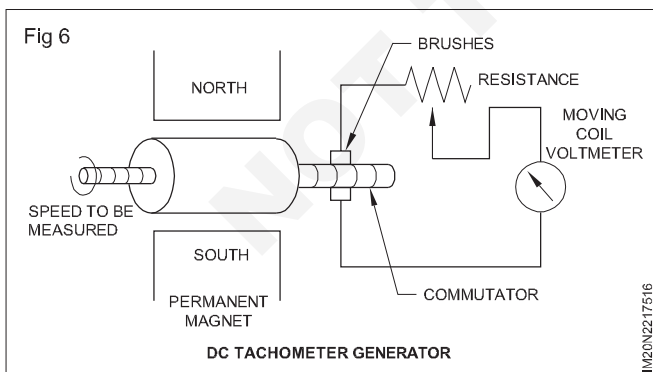 Fig 6
BRUSHES
NORTH
RESISTANCE
MOVING
COIL
VOLTMETER
SPEED TO BE
MEASURED
SOUTH
PERMANENT
MAGNET
COMMUTATOR
DC TACHOMETER GENERATOR
IM20N2217516